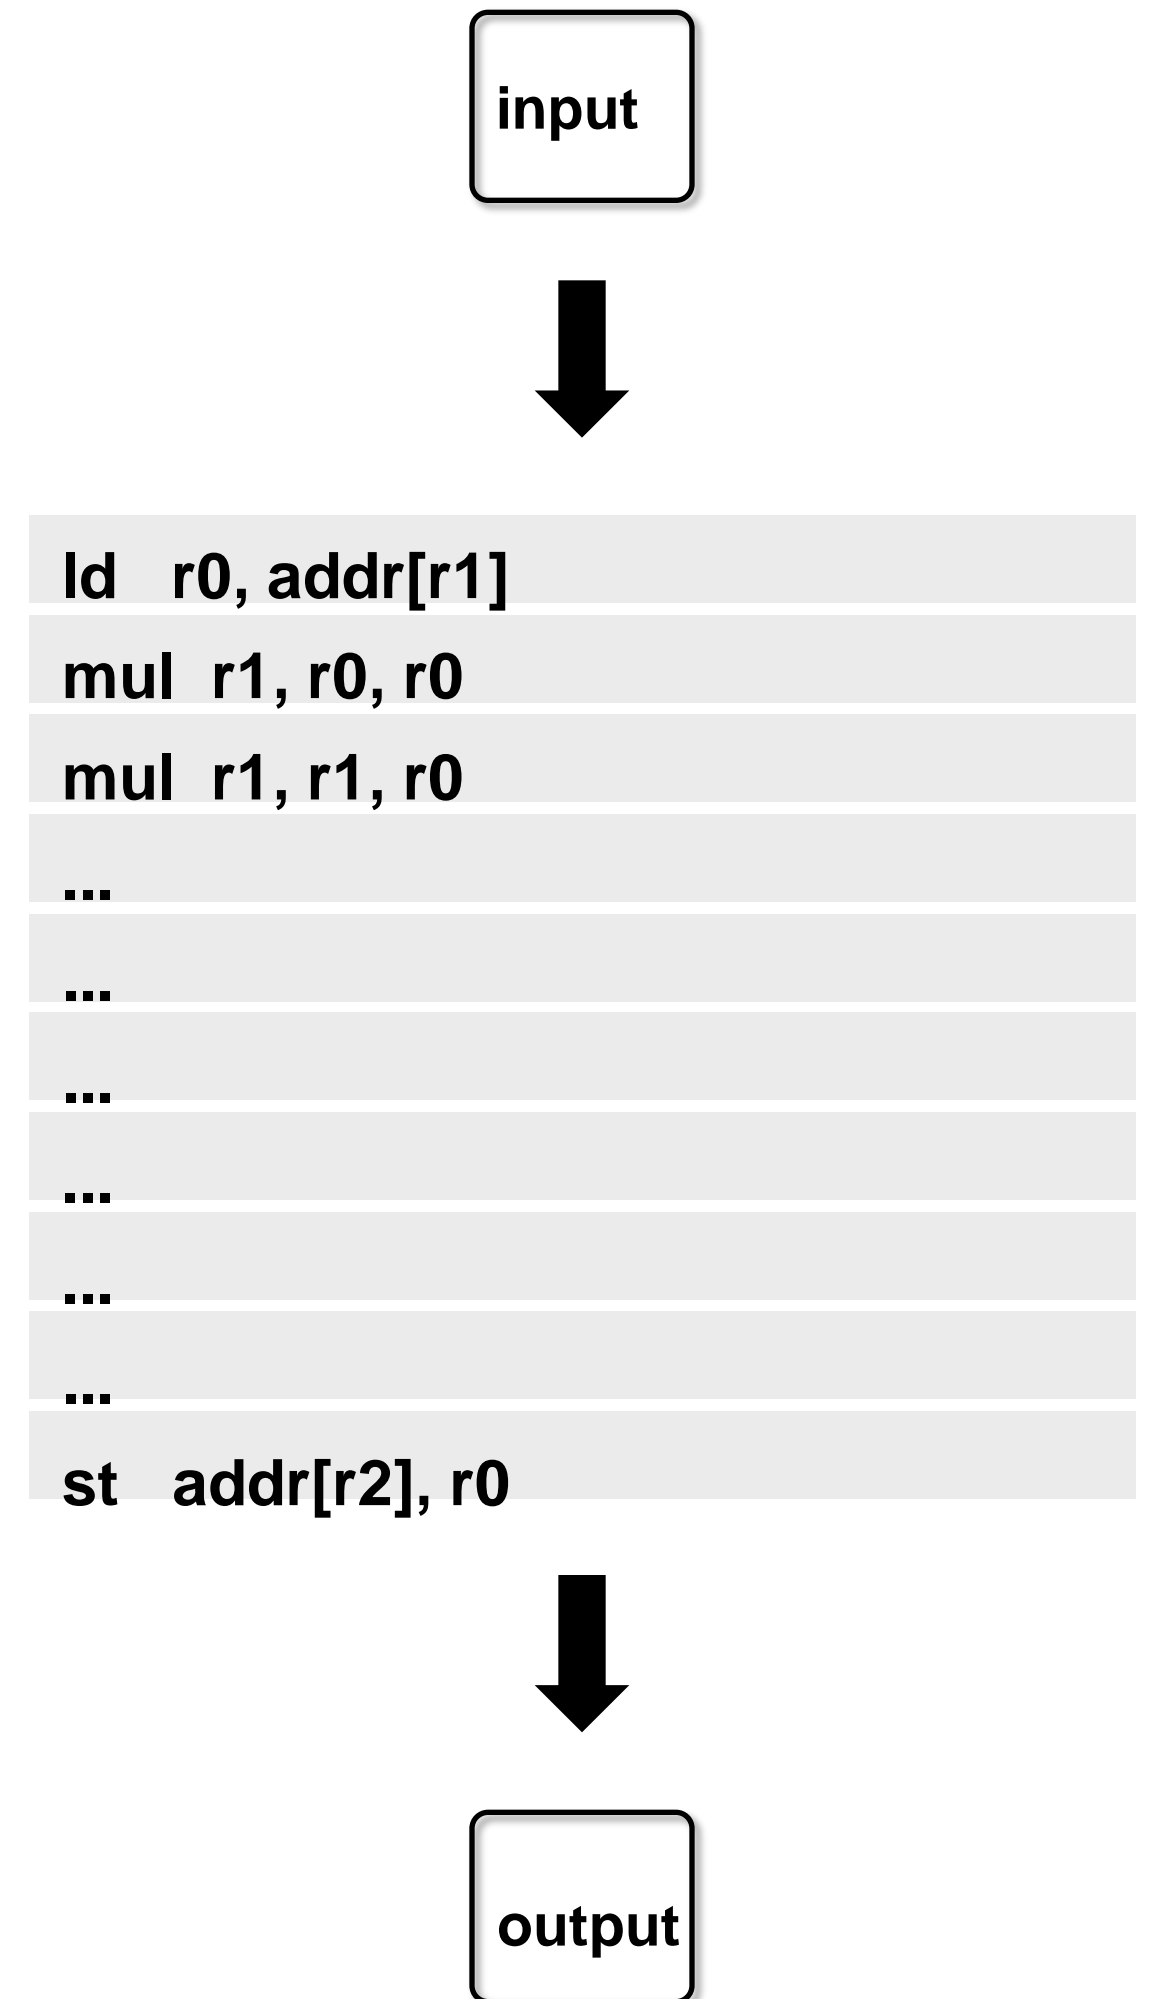 input
ld r0, addr[r1]
mul r1, r0, r0
mul r1, r1, r0
...
...
...
...
...
...
st addr[r2], r0
output